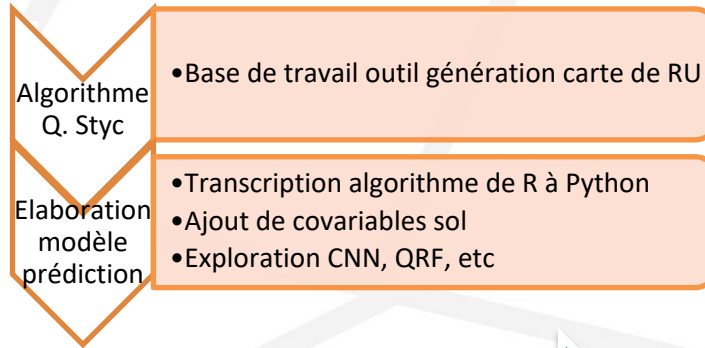 Algorithme
Q. Styc
•Base de travail outil génération carte de RU
Elaboration
modèle
prédiction
•Transcription algorithme de R à Python
•Ajout de covariables sol
•Exploration CNN, QRF, etc